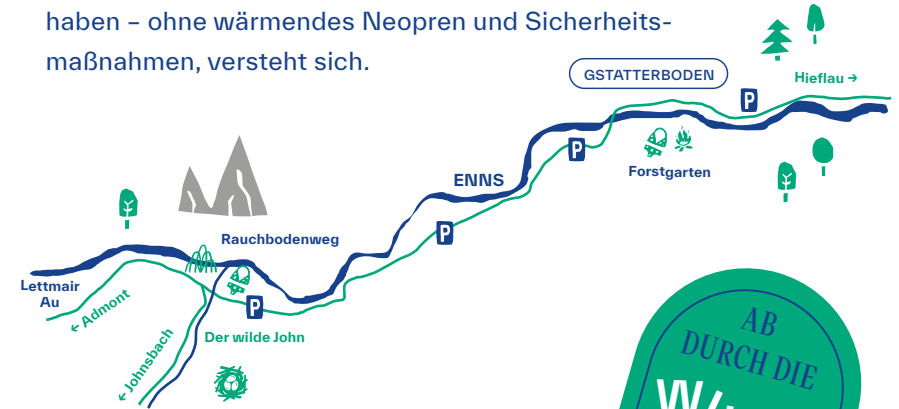 haben – ohne wärmendes Neopren und Sicherheits-
maßnahmen, versteht sich.
GSTATTERBODEN
Hieflau →
P
P
Forstgarten
ENNS
P
Rauchbodenweg
Lettmair
Au
← Admont
P
Der wilde John
← Johnsbach
AB
DURCH DIE